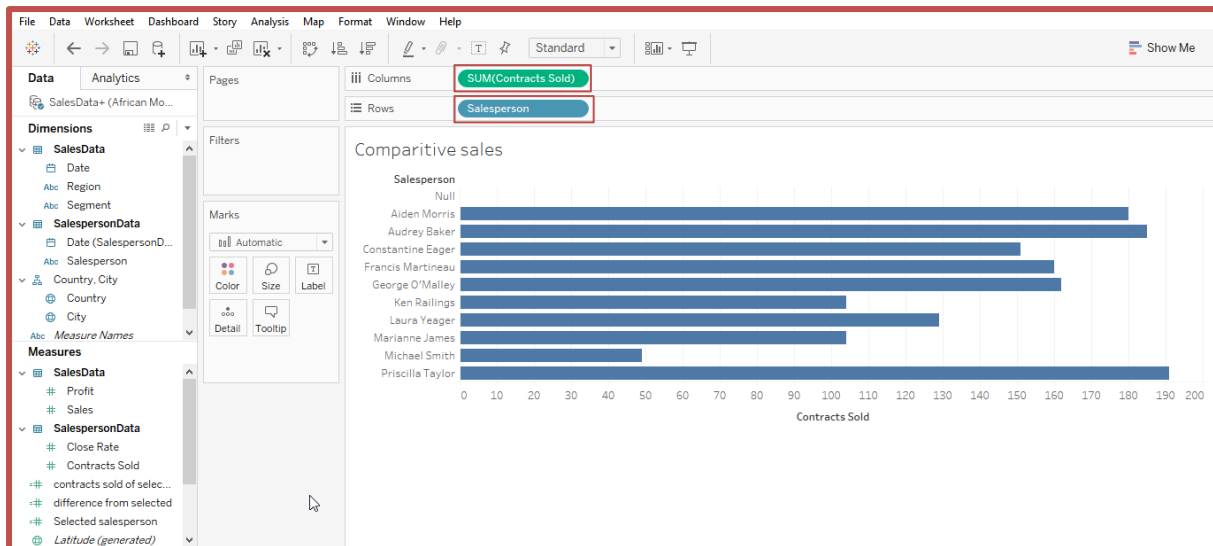 File Data Worksheet Dashboard Story Analysis Map Format Window Help
Standard
Show Me
Data Analytics
SalesData+ (African Mo...
Dimensions
SalesData
Date
Abc Region
Abc Segment
SalespersonData
Date (SalespersonD...
Abc Salesperson
Country, City
Country
City
Abc Measure Names
Measures
SalesData
# Profit
# Sales
SalespersonData
# Close Rate
# Contracts Sold
=# contracts sold of selec...
=# difference from selected
=# Selected salesperson
Latitude (generated)
Pages
Filters
Marks
Automatic
Color Size Label
Detail Tooltip
Columns SUM(Contracts Sold)
Rows Salesperson
Comparitive sales
Salesperson
Null
Aiden Morris
Audrey Baker
Constantine Eager
Francis Martineau
George O'Malley
Ken Railings
Laura Yeager
Marianne James
Michael Smith
Priscilla Taylor
0 10 20 30 40 50 60 70 80 90 100 110 120 130 140 150 160 170 180 190 200
Contracts Sold